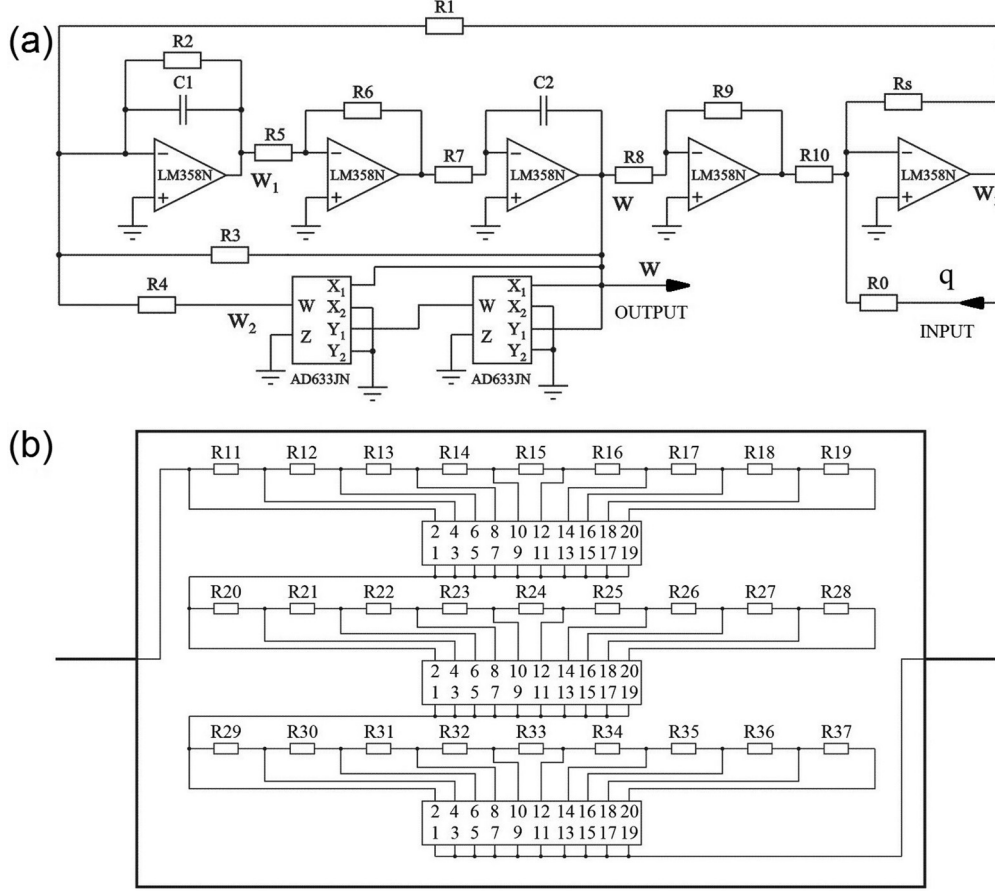 (a)
R1
R2
C1
R6
C2
R9
Rs
R5
R7
R8
R10
LM358N LM358N LM358N LM358N LM358N
W1
W
R3
R4
R0
q
INPUT
W
OUTPUT
W2
W Z X1 X2 Y1 Y2
W Z X1 X2 Y1 Y2
AD633JN AD633JN
(b)
R11 R12 R13 R14 R15 R16 R17 R18 R19
2 4 6 8 10 12 14 16 18 20
1 3 5 7 9 11 13 15 17 19
R20 R21 R22 R23 R24 R25 R26 R27 R28
2 4 6 8 10 12 14 16 18 20
1 3 5 7 9 11 13 15 17 19
R29 R30 R31 R32 R33 R34 R35 R36 R37
2 4 6 8 10 12 14 16 18 20
1 3 5 7 9 11 13 15 17 19